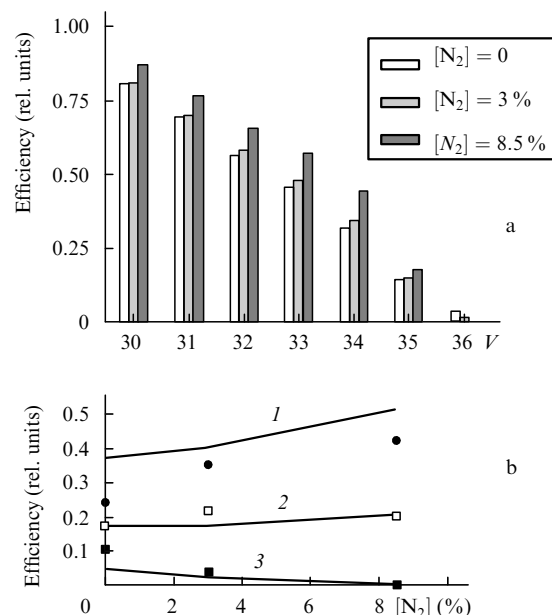 Efficiency (rel. units)
1.00
0.75
0.50
0.25
0
[N₂] = 0
[N₂] = 3 %
[N₂] = 8.5 %
a
30 31 32 33 34 35 36 V
Efficiency (rel. units)
0.5
0.4
0.3
0.2
0.1
1
2
3
b
0 2 4 6 8 [N₂] (%)